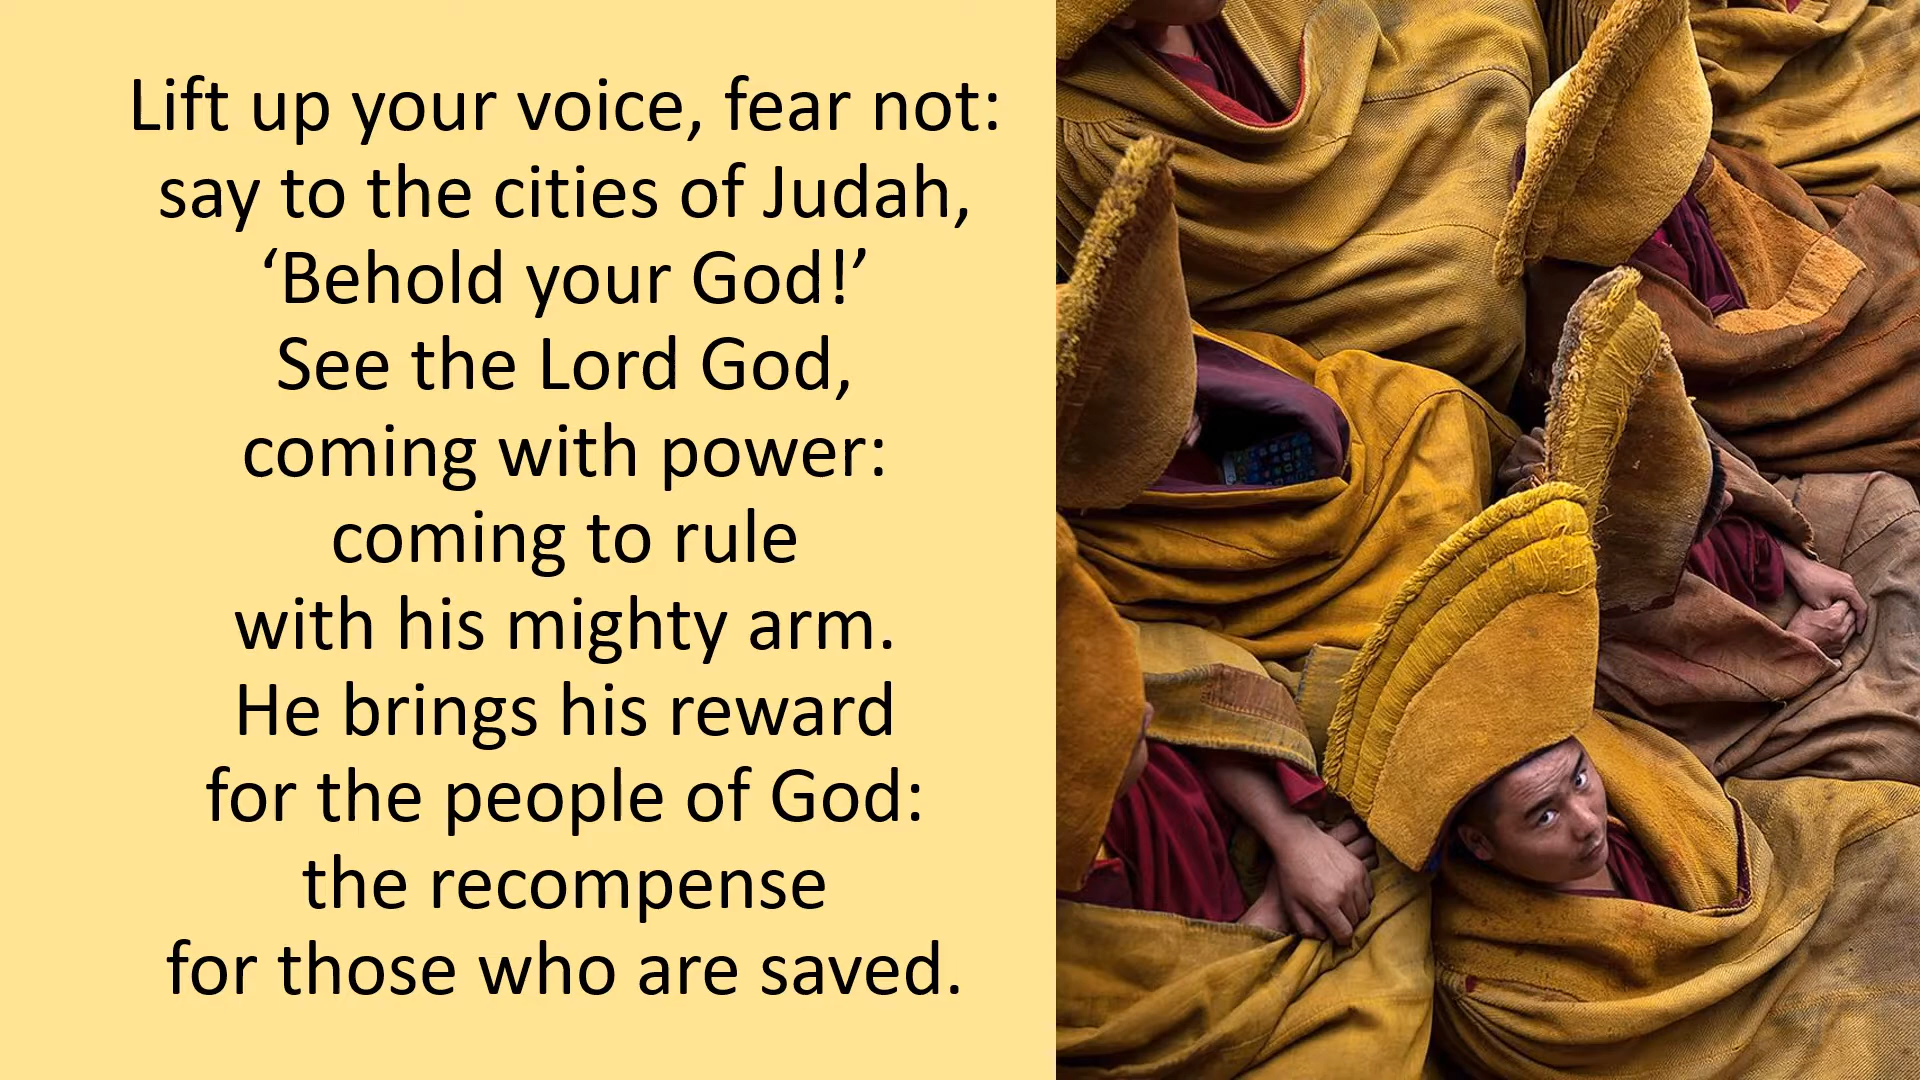 Lift up your voice, fear not:
say to the cities of Judah,
‘Behold your God!’
See the Lord God,
coming with power:
coming to rule
with his mighty arm.
He brings his reward
for the people of God:
the recompense
for those who are saved.